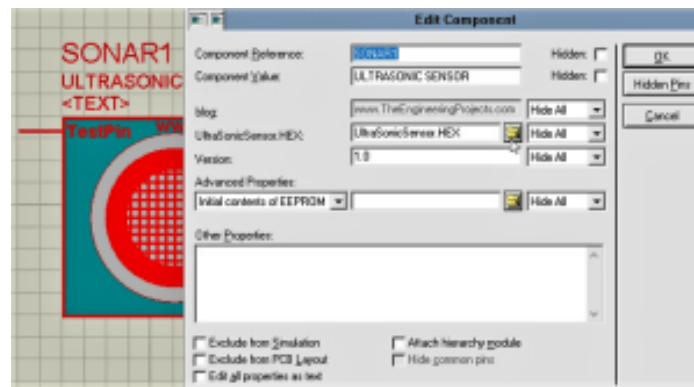 SONAR1
ULTRASONIC
<TEXT>
TestPin
Edit Component
Component Reference: SONAR1 Hidden:
Component Value: ULTRASONIC SENSOR Hidden:
blog: www.TheEngineeringProjects.com Hide All
UltraSonicSensor.HEX: UltraSonicSensor.HEX Hide All
Version: 1.0 Hide All
Advanced Properties:
Initial contents of EEPROM Hide All
Other Properties:
Exclude from Simulation Attach hierarchy module
Exclude from PCB Layout Hide common pins
Edit all properties as text
OK
Hidden Pins
Cancel